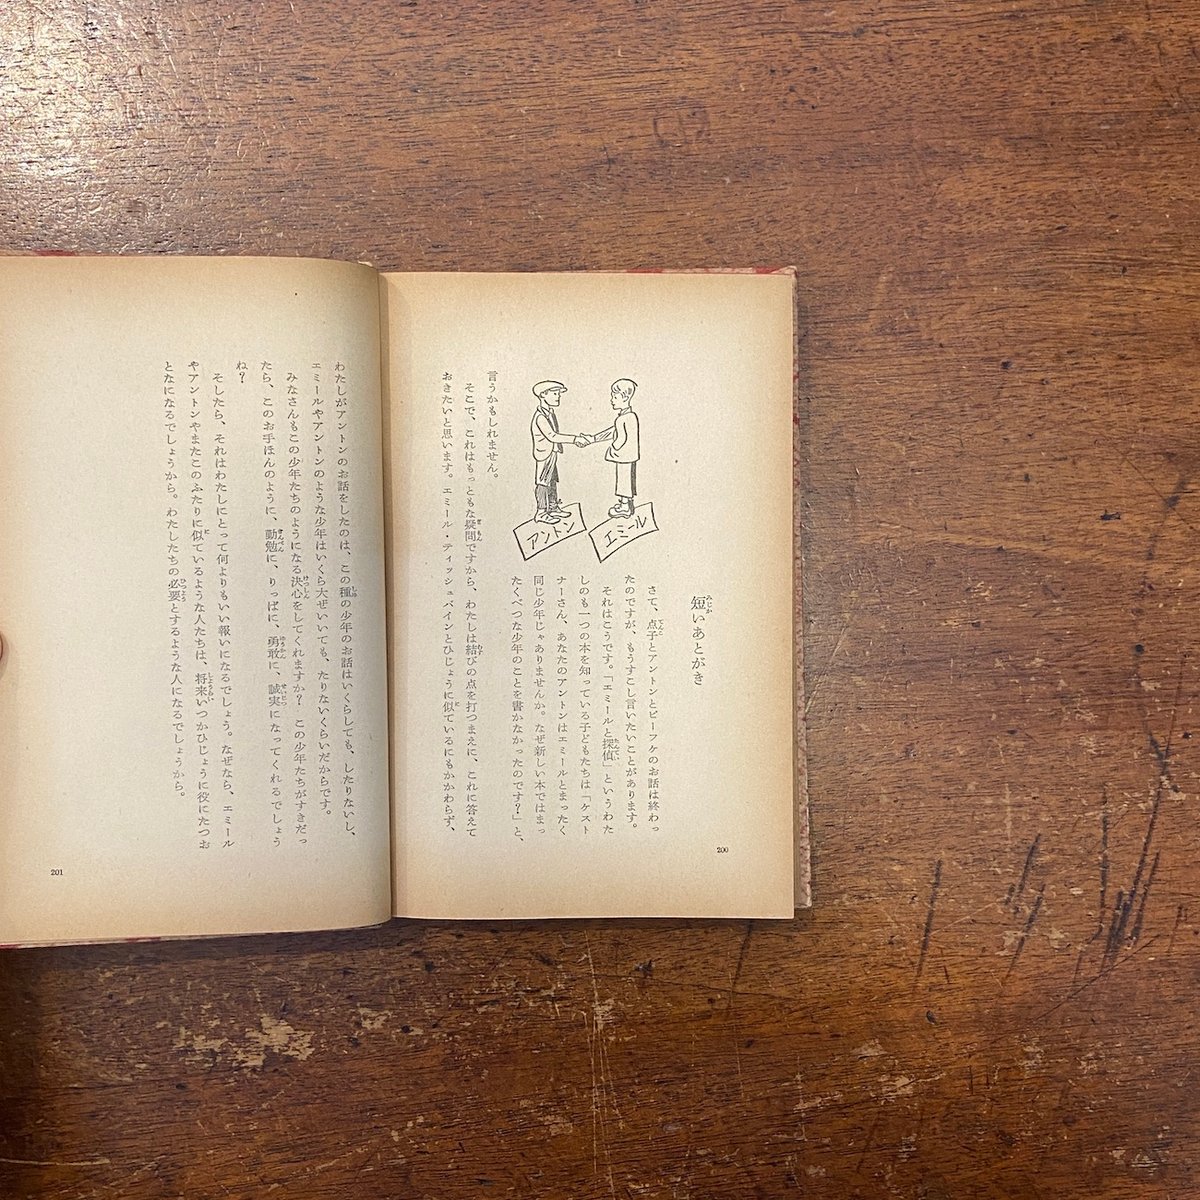 短いあとがき
さて、点子とアントンとピーフケのお話は終わっ
たのですが、もうすこし言いたいことがあります。
それはこうです。「エミールと探偵」というわた
しのも一つの本を知っている子どもたちは「ケスト
ナーさん、あなたのアントンはエミールとまったく
同じ少年じゃありませんか。なぜ新しい本ではまっ
たくべつな少年のことを書かなかったのです？」と、
アントン
エミール
言うかもしれません。
そこで、これはもっともな疑問ですから、わたしは結びの点を打つまえに、これに答えて
おきたいと思います。エミール・ティッシュバインとひじょうに似ているにもかかわらず、
200
わたしがアントンのお話をしたのは、この種の少年のお話はいくらしても、したりないし、
エミールやアントンのような少年はいくら大ぜいいても、たりないくらいだからです。
みなさんもこの少年たちのようになる決心をしてくれますか？　この少年たちがすきだっ
たら、このお手ほんのように、勤勉に、りっぱに、勇敢に、誠実になってくれるでしょう
ね？
そしたら、それはわたしにとって何よりもいい報いになるでしょう。なぜなら、エミール
やアントンやまたこのふたりに似ているような人たちは、将来いつかひじょうに役にたつお
となになるでしょうから。わたしたちの必要とするような人になるでしょうから。
201